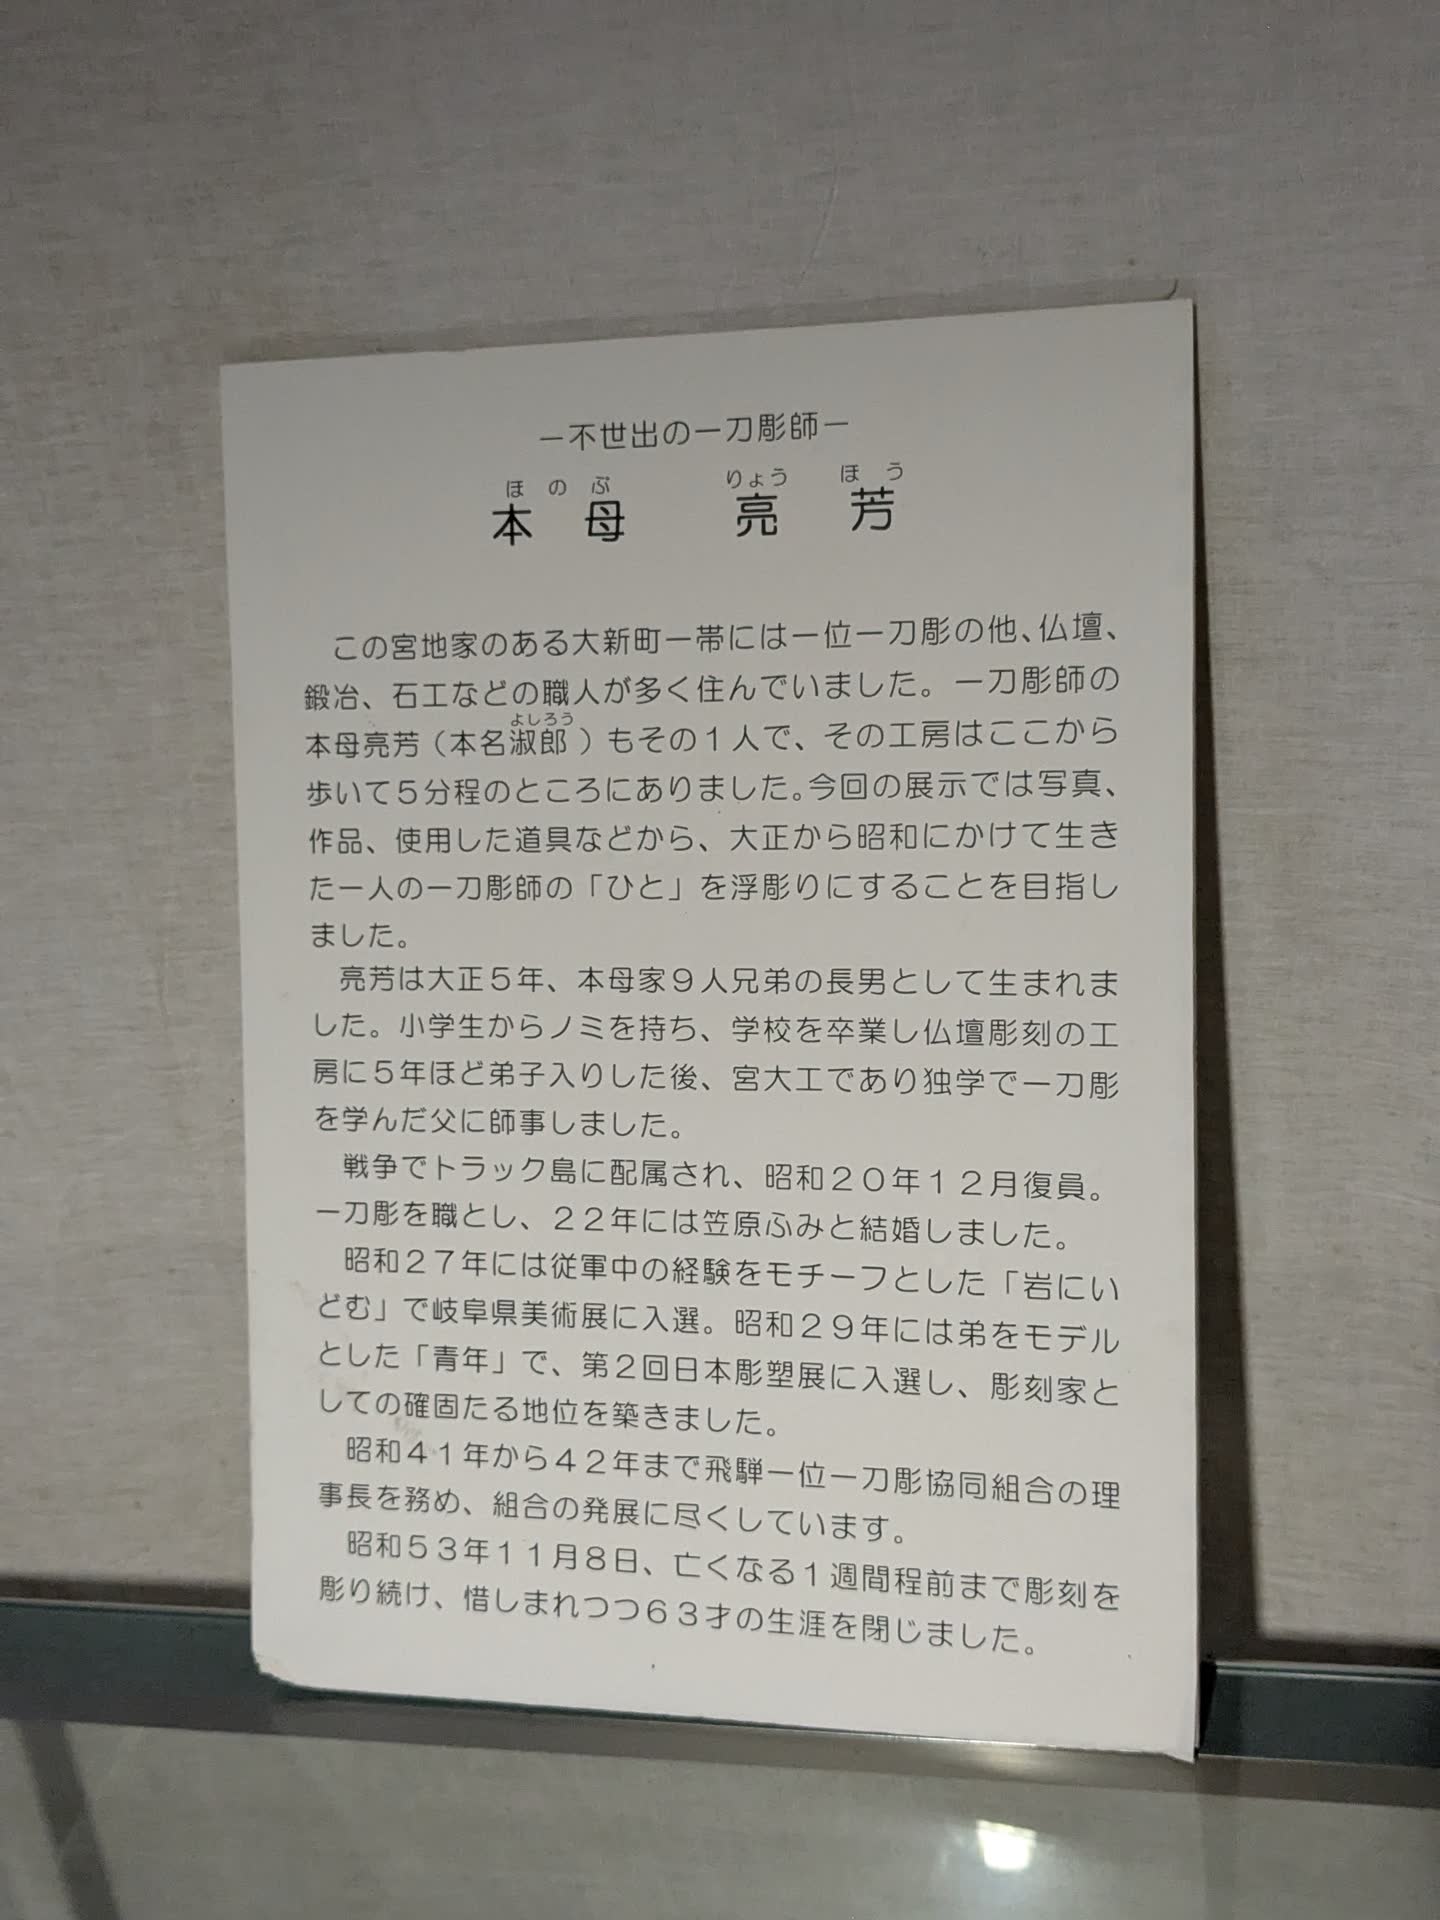 －不世出の一刀彫師－
ほのぶ　りょう　ほう
本母　亮芳
この宮地家のある大新町一帯には一位一刀彫の他、仏壇、
鍛冶、石工などの職人が多く住んでいました。一刀彫師の
よしろう
本母亮芳（本名淑郎）もその１人で、その工房はここから
歩いて５分程のところにありました。今回の展示では写真、
作品、使用した道具などから、大正から昭和にかけて生き
た一人の一刀彫師の「ひと」を浮彫りにすることを目指し
ました。
亮芳は大正５年、本母家９人兄弟の長男として生まれま
した。小学生からノミを持ち、学校を卒業し仏壇彫刻の工
房に５年ほど弟子入りした後、宮大工であり独学で一刀彫
を学んだ父に師事しました。
戦争でトラック島に配属され、昭和２０年１２月復員。
一刀彫を職とし、２２年には笠原ふみと結婚しました。
昭和２７年には従軍中の経験をモチーフとした「岩にい
どむ」で岐阜県美術展に入選。昭和２９年には弟をモデル
とした「青年」で、第２回日本彫塑展に入選し、彫刻家と
しての確固たる地位を築きました。
昭和４１年から４２年まで飛騨一位一刀彫協同組合の理
事長を務め、組合の発展に尽くしています。
昭和５３年１１月８日、亡くなる１週間程前まで彫刻を
彫り続け、惜しまれつつ６３才の生涯を閉じました。